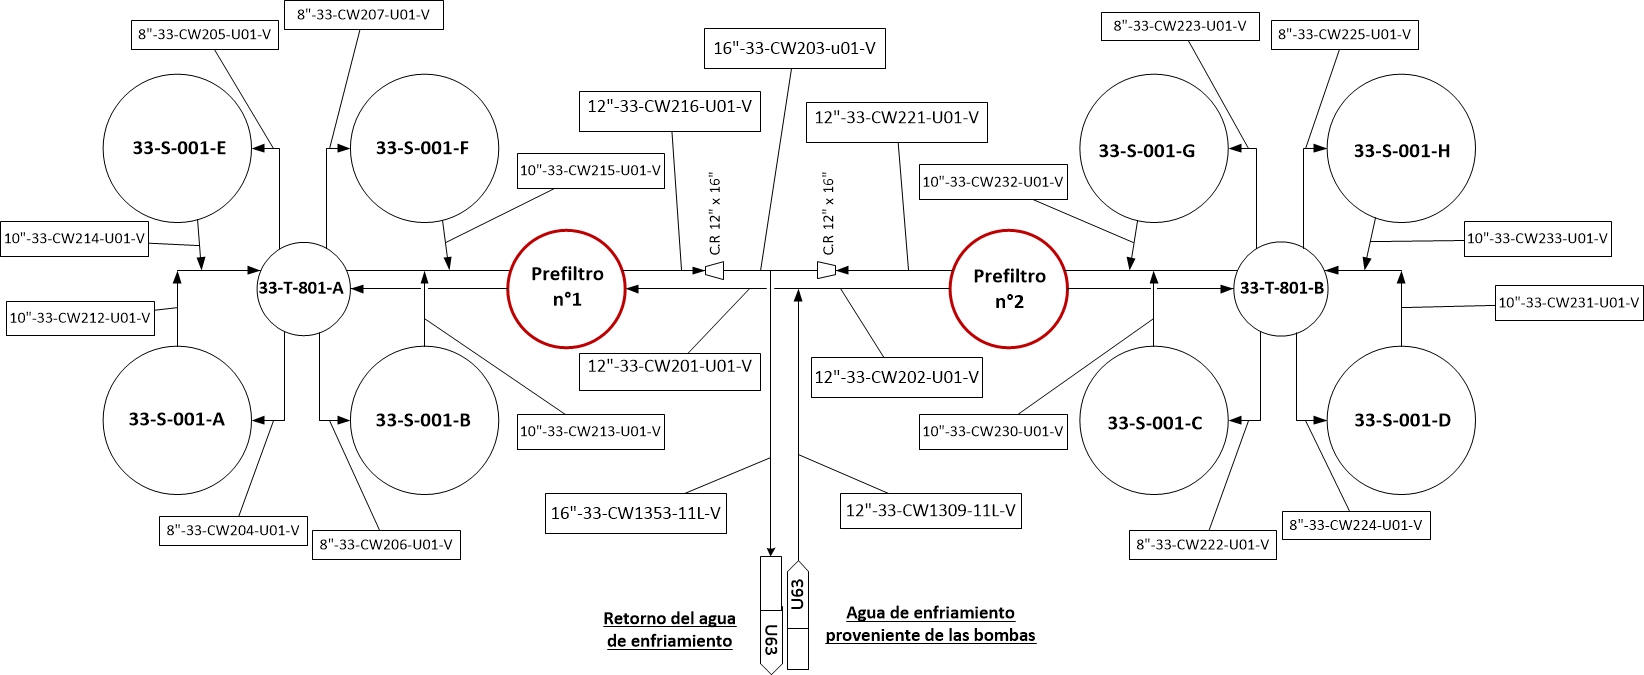 8"-33-CW207-U01-V
8"-33-CW205-U01-V
8"-33-CW223-U01-V
8"-33-CW225-U01-V
16"-33-CW203-u01-V
12"-33-CW216-U01-V
12"-33-CW221-U01-V
33-S-001-E
33-S-001-F
33-S-001-G
33-S-001-H
10"-33-CW215-U01-V
10"-33-CW232-U01-V
C.R 12" x 16"
C.R 12" x 16"
10"-33-CW214-U01-V
10"-33-CW233-U01-V
33-T-801-A
Prefiltro
n°1
Prefiltro
n°2
33-T-801-B
10"-33-CW212-U01-V
10"-33-CW231-U01-V
12"-33-CW201-U01-V
12"-33-CW202-U01-V
33-S-001-A
33-S-001-B
33-S-001-C
33-S-001-D
10"-33-CW213-U01-V
10"-33-CW230-U01-V
16"-33-CW1353-11L-V
12"-33-CW1309-11L-V
8"-33-CW204-U01-V
8"-33-CW206-U01-V
8"-33-CW222-U01-V
8"-33-CW224-U01-V
U63
U63
Retorno del agua
de enfriamiento
Agua de enfriamiento
proveniente de las bombas